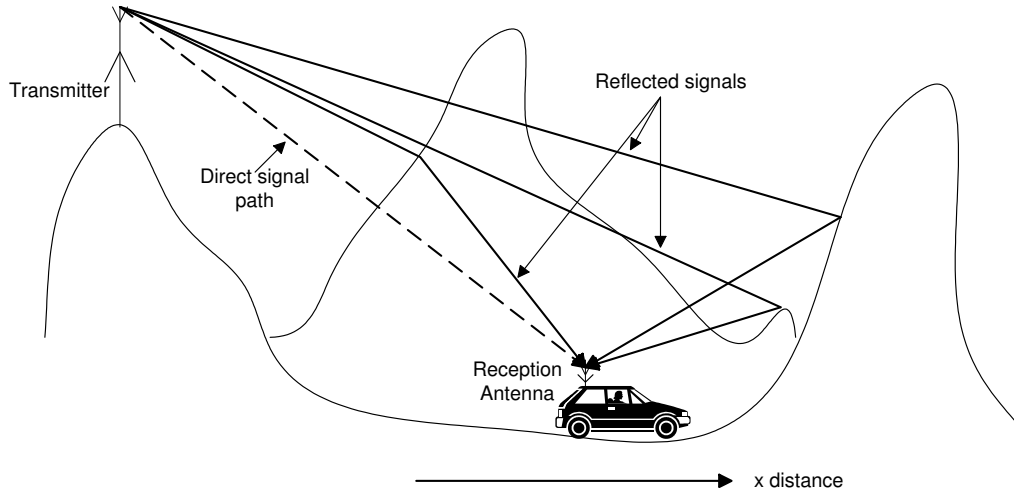 Transmitter
Reflected signals
Direct signal
path
Reception
Antenna
x distance